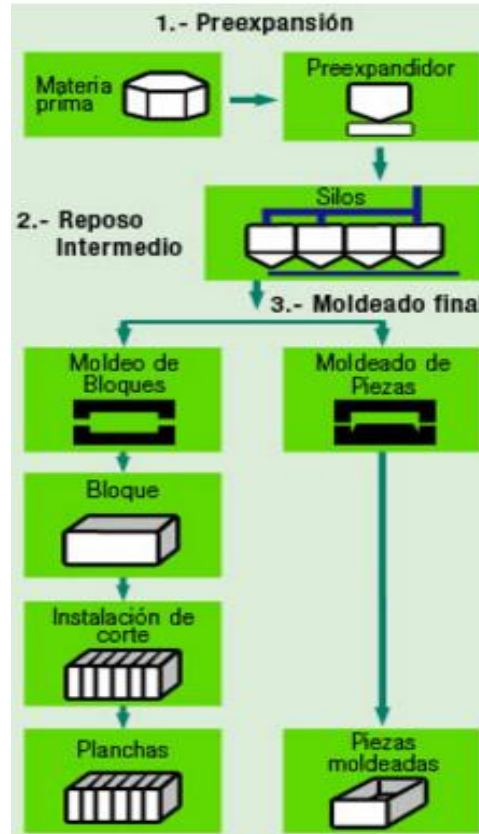 1.- Preexpansión
Materia
prima
Preexpandidor
Silos
2.- Reposo
Intermedio
3.- Moldeado final
Moldeo de
Bloques
Moldeado de
Piezas
Bloque
Instalación de
corte
Planchas
Piezas
moldeadas